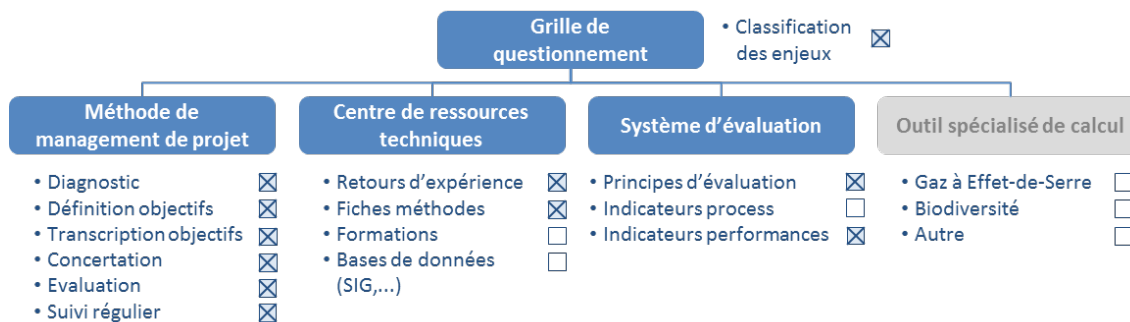 Grille de
questionnement
• Classification
des enjeux
Méthode de
management de projet
• Diagnostic
• Définition objectifs
• Transcription objectifs
• Concertation
• Evaluation
• Suivi régulier
Centre de ressources
techniques
• Retours d'expérience
• Fiches méthodes
• Formations
• Bases de données
(SIG,...)
Système d'évaluation
• Principes d'évaluation
• Indicateurs process
• Indicateurs performances
Outil spécialisé de calcul
• Gaz à Effet-de-Serre
• Biodiversité
• Autre